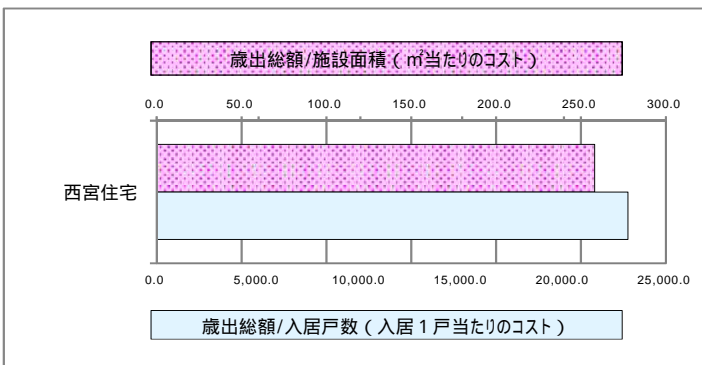 歳出総額/施設面積（㎡当たりのコスト）
0.0 50.0 100.0 150.0 200.0 250.0 300.0
西宮住宅
0.0 5,000.0 10,000.0 15,000.0 20,000.0 25,000.0
歳出総額/入居戸数（入居１戸当たりのコスト）